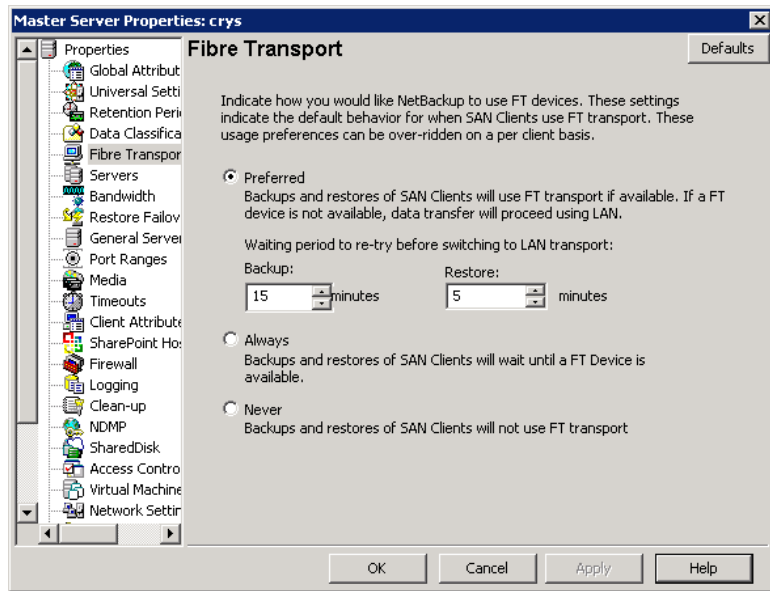 Master Server Properties: crys
Properties
Global Attribut
Universal Setti
Retention Peri
Data Classifica
Fibre Transpor
Servers
Bandwidth
Restore Failov
General Server
Port Ranges
Media
Timeouts
Client Attribute
SharePoint Hos
Firewall
Logging
Clean-up
NDMP
SharedDisk
Access Contro
Virtual Machine
Network Settin
Fibre Transport
Defaults
Indicate how you would like NetBackup to use FT devices. These settings
indicate the default behavior for when SAN Clients use FT transport. These
usage preferences can be over-ridden on a per client basis.
Preferred
Backups and restores of SAN Clients will use FT transport if available. If a FT
device is not available, data transfer will proceed using LAN.
Waiting period to re-try before switching to LAN transport:
Backup:
Restore:
15 minutes
5 minutes
Always
Backups and restores of SAN Clients will wait until a FT Device is
available.
Never
Backups and restores of SAN Clients will not use FT transport
OK
Cancel
Apply
Help